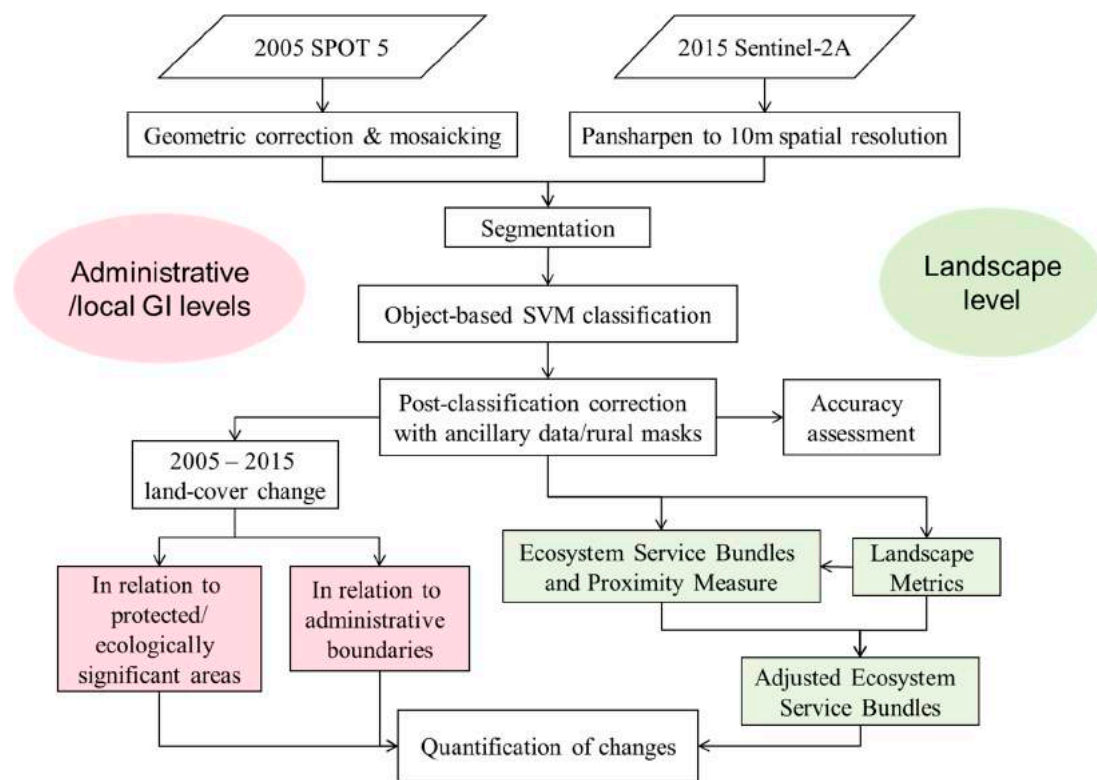 2005 SPOT 5
2015 Sentinel-2A
Geometric correction & mosaicking
Pansharpen to 10m spatial resolution
Segmentation
Administrative
/local GI levels
Landscape
level
Object-based SVM classification
Post-classification correction
with ancillary data/rural masks
Accuracy
assessment
2005 – 2015
land-cover change
Ecosystem Service Bundles
and Proximity Measure
Landscape
Metrics
In relation to
protected/
ecologically
significant areas
In relation to
administrative
boundaries
Adjusted Ecosystem
Service Bundles
Quantification of changes